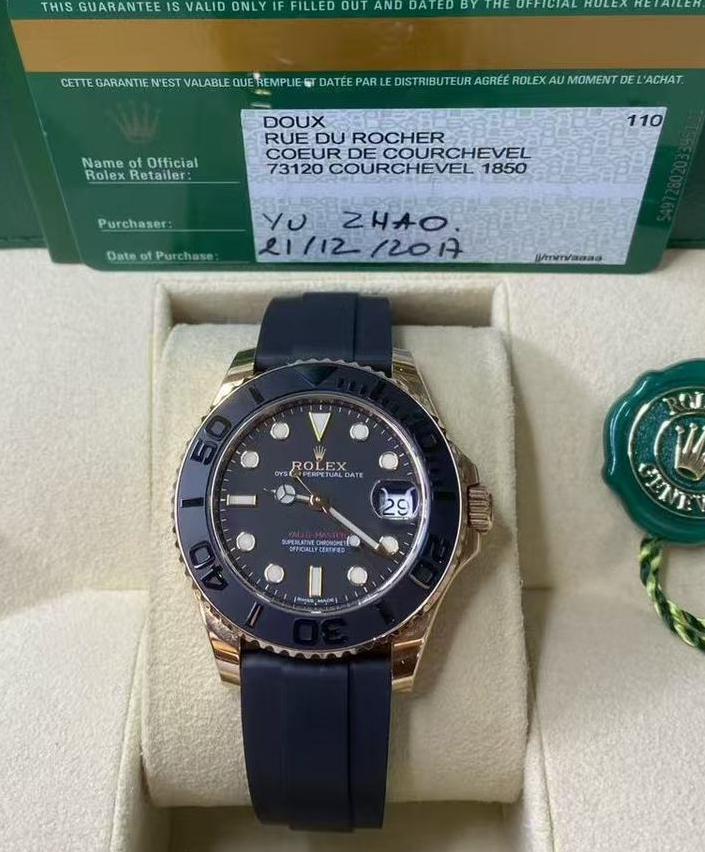 THIS GUARANTEE IS VALID ONLY IF FILLED OUT AND DATED BY THE OFFICIAL ROLEX RETAILER.
CETTE GARANTIE N'EST VALABLE QUE REMPLIE ET DATÉE PAR LE DISTRIBUTEUR AGRÉÉ ROLEX AU MOMENT DE L'ACHAT.
DOUX 110
RUE DU ROCHER
COEUR DE COURCHEVEL
73120 COURCHEVEL 1850
Name of Official
Rolex Retailer:
Purchaser: YU ZHAO.
Date of Purchase: 21/12/2017
jj/mm/aaaa
50
40
30
20
ROLEX
PERPETUAL DATE
29
YACHT-MASTER
SUPERLATIVE CHRONOMETER
OFFICIALLY CERTIFIED
SWISS MADE
GENEVA